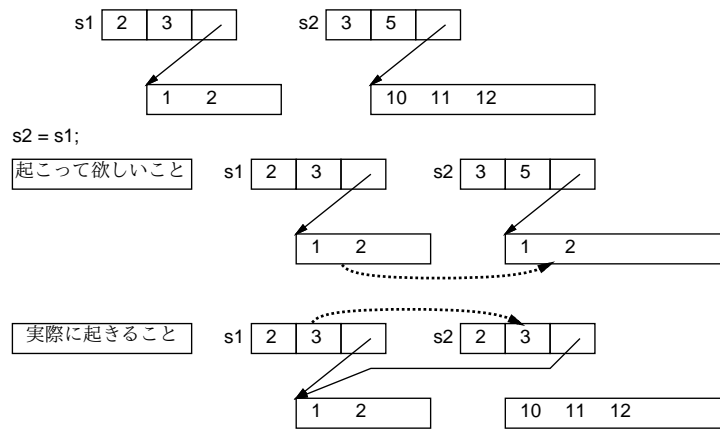 s1 2 3 s2 3 5
1 2 10 11 12
s2 = s1;
起こって欲しいこと s1 2 3 s2 3 5
1 2 1 2
実際に起きること s1 2 3 s2 2 3
1 2 10 11 12